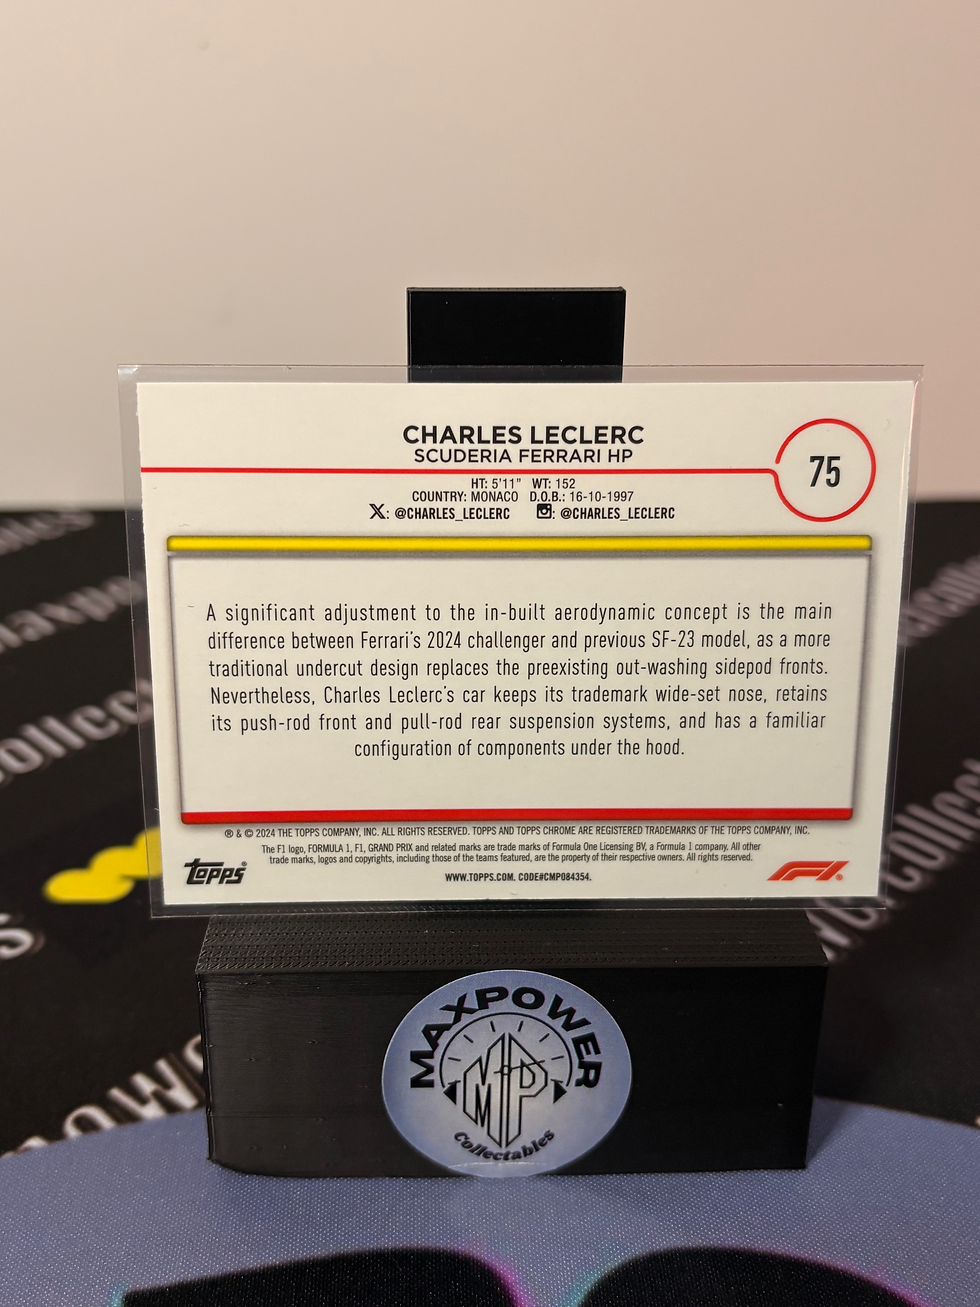 CHARLES LECLERC
SCUDERIA FERRARI HP
75
HT: 5'11" WT: 152
COUNTRY: MONACO D.O.B.: 16-10-1997
X: @CHARLES_LECLERC : @CHARLES_LECLERC
A significant adjustment to the in-built aerodynamic concept is the main
difference between Ferrari's 2024 challenger and previous SF-23 model, as a more
traditional undercut design replaces the preexisting out-washing sidepod fronts.
Nevertheless, Charles Leclerc's car keeps its trademark wide-set nose, retains
its push-rod front and pull-rod rear suspension systems, and has a familiar
configuration of components under the hood.
® & © 2024 THE TOPPS COMPANY, INC. ALL RIGHTS RESERVED. TOPPS AND TOPPS CHROME ARE REGISTERED TRADEMARKS OF THE TOPPS COMPANY, INC.
The F1 logo, FORMULA 1, F1, GRAND PRIX and related marks are trade marks of Formula One Licensing BV, a Formula 1 company. All other
trade marks, logos and copyrights, including those of the teams featured, are the property of their respective owners. All rights reserved.
Topps®
WWW.TOPPS.COM. CODE#CMP084354.
F1®
MAXPOWER
MP
Collectables